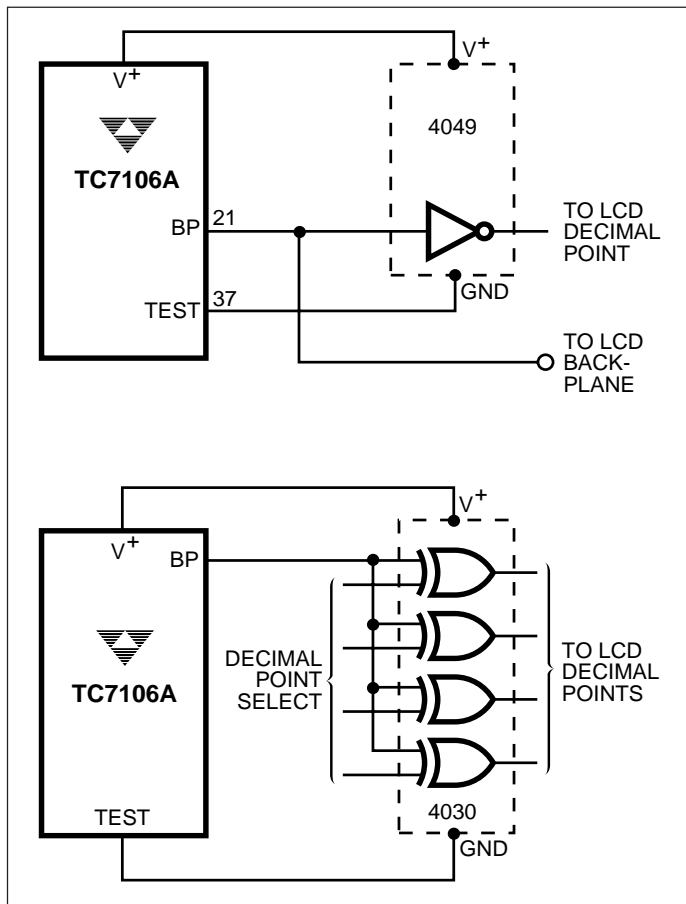 V+
V+
4049
TC7106A
BP
21
TO LCD
DECIMAL
POINT
TEST
37
GND
TO LCD
BACK-
PLANE
V+
V+
BP
DECIMAL
POINT
SELECT
TO LCD
DECIMAL
POINTS
TC7106A
TEST
4030
GND